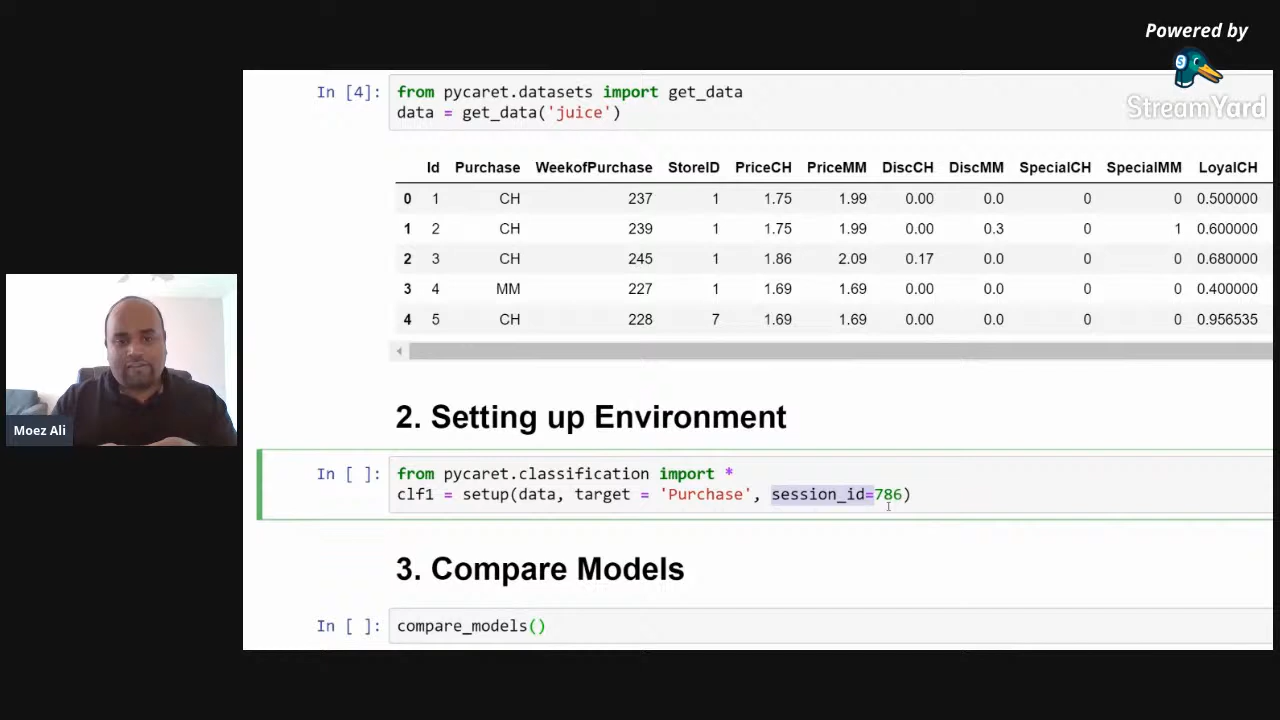 Powered by
StreamYard
In [4]: from pycaret.datasets import get_data
data = get_data('juice')
Id Purchase WeekofPurchase StoreID PriceCH PriceMM DiscCH DiscMM SpecialCH SpecialMM LoyalCH
0 1 CH 237 1 1.75 1.99 0.00 0.0 0 0 0.500000
1 2 CH 239 1 1.75 1.99 0.00 0.3 0 1 0.600000
2 3 CH 245 1 1.86 2.09 0.17 0.0 0 0 0.680000
3 4 MM 227 1 1.69 1.69 0.00 0.0 0 0 0.400000
4 5 CH 228 7 1.69 1.69 0.00 0.0 0 0 0.956535
2. Setting up Environment
Moez Ali
In [ ]: from pycaret.classification import *
clf1 = setup(data, target = 'Purchase', session_id=786)
3. Compare Models
In [ ]: compare_models()